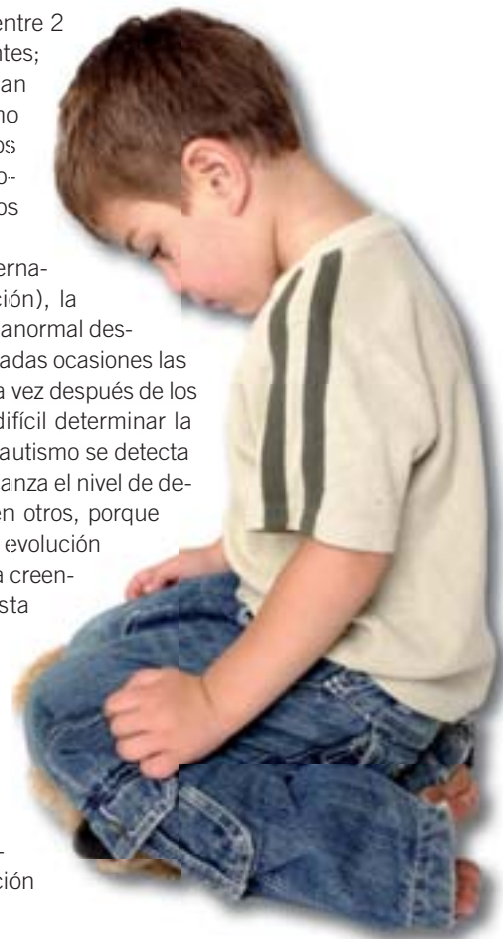 entre 2
ntes;
an
no
os
o-
os
erna-
ción), la
anormal des-
adas ocasiones las
a vez después de los
difícil determinar la
autismo se detecta
anza el nivel de de-
en otros, porque
evolución
a creen-
sta
-
ción